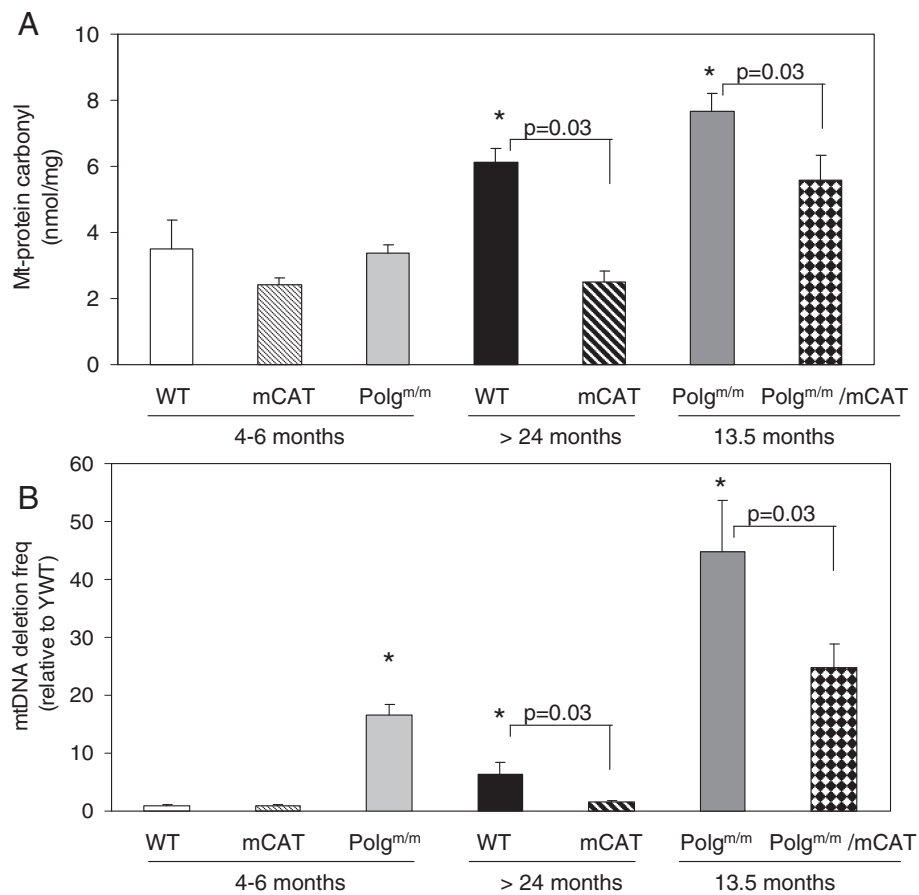 A
10
8
6
4
2
0
Mt-protein carbonyl
(nmol/mg)
*
p=0.03
*
p=0.03
WT mCAT Polgm/m WT mCAT Polgm/m Polgm/m /mCAT
4-6 months > 24 months 13.5 months
B
60
50
40
30
20
10
0
mtDNA deletion freq
(relative to YWT)
*
*
p=0.03
*
p=0.03
WT mCAT Polgm/m WT mCAT Polgm/m Polgm/m /mCAT
4-6 months > 24 months 13.5 months